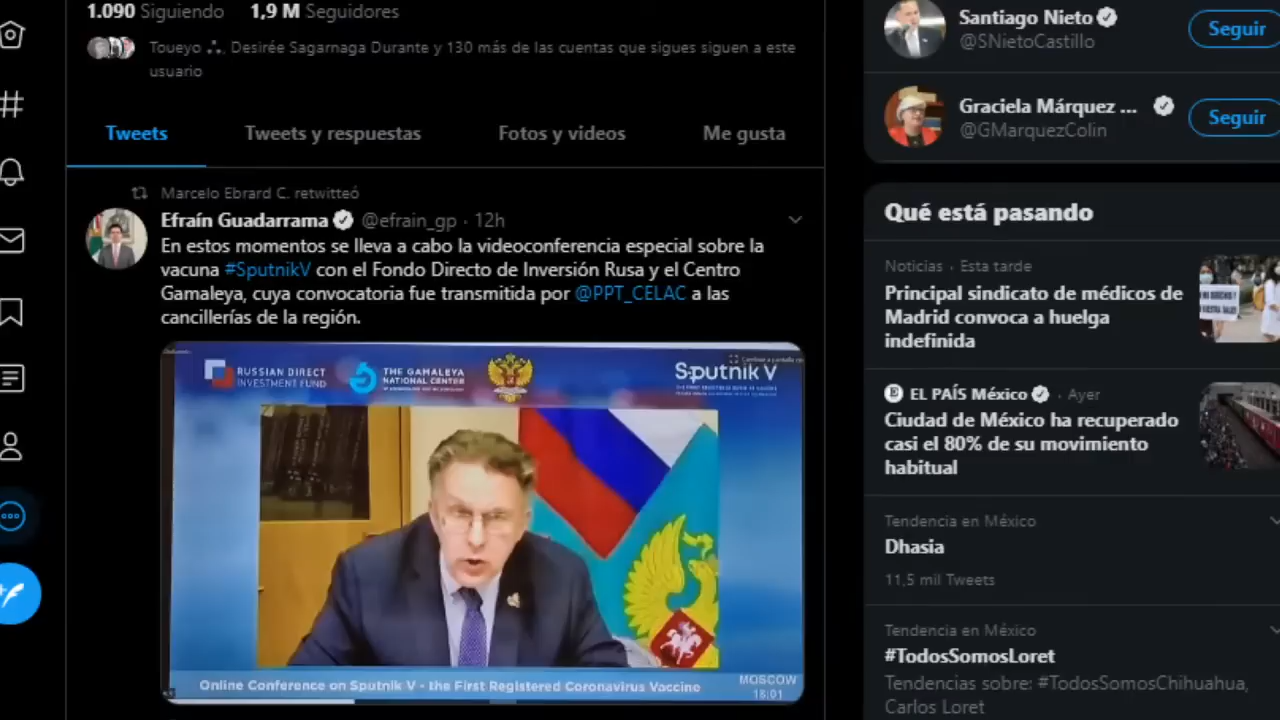 1.090 Siguiendo 1,9 M Seguidores
Toueyo ⛬, Desirée Sagarnaga Durante y 130 más de las cuentas que sigues siguen a este
usuario
Tweets Tweets y respuestas Fotos y videos Me gusta
Marcelo Ebrard C. retwitteó
Efraín Guadarrama @efrain_gp · 12h
En estos momentos se lleva a cabo la videoconferencia especial sobre la
vacuna #SputnikV con el Fondo Directo de Inversión Rusa y el Centro
Gamaleya, cuya convocatoria fue transmitida por @PPT_CELAC a las
cancillerías de la región.
RUSSIAN DIRECT
INVESTMENT FUND
THE GAMALEYA
NATIONAL CENTER
Sputnik V
Online Conference on Sputnik V - the First Registered Coronavirus Vaccine
MOSCOW
18:01
Santiago Nieto
@SNietoCastillo
Seguir
Graciela Márquez ...
@GMarquezColin
Seguir
Qué está pasando
Noticias · Esta tarde
Principal sindicato de médicos de
Madrid convoca a huelga
indefinida
EL PAÍS México · Ayer
Ciudad de México ha recuperado
casi el 80% de su movimiento
habitual
Tendencia en México
Dhasia
11,5 mil Tweets
Tendencia en México
#TodosSomosLoret
Tendencias sobre: #TodosSomosChihuahua,
Carlos Loret